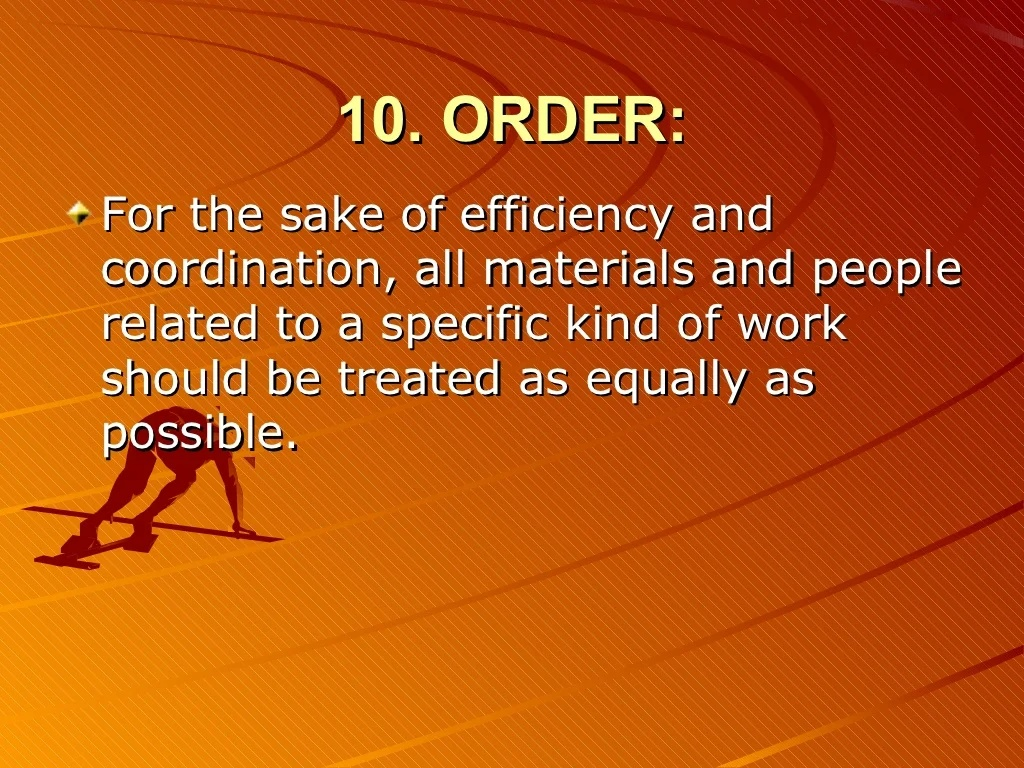 10. ORDER:
For the sake of efficiency and
coordination, all materials and people
related to a specific kind of work
should be treated as equally as
possible.